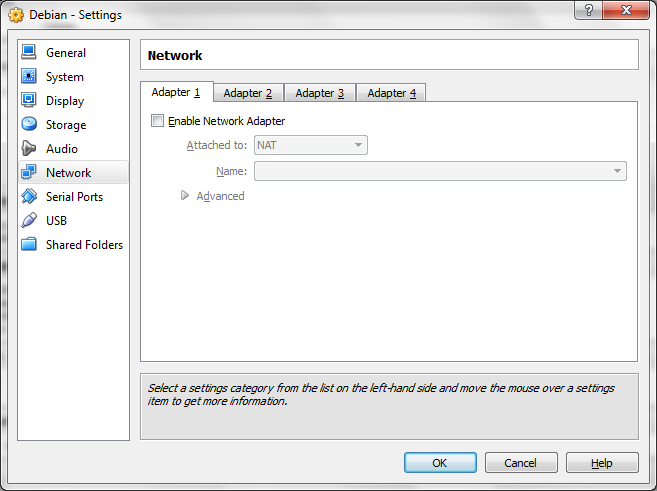 Debian - Settings
?
General
System
Display
Storage
Audio
Network
Serial Ports
USB
Shared Folders
Network
Adapter 1 Adapter 2 Adapter 3 Adapter 4
Enable Network Adapter
Attached to: NAT
Name:
Advanced
Select a settings category from the list on the left-hand side and move the mouse over a settings
item to get more information.
OK Cancel Help